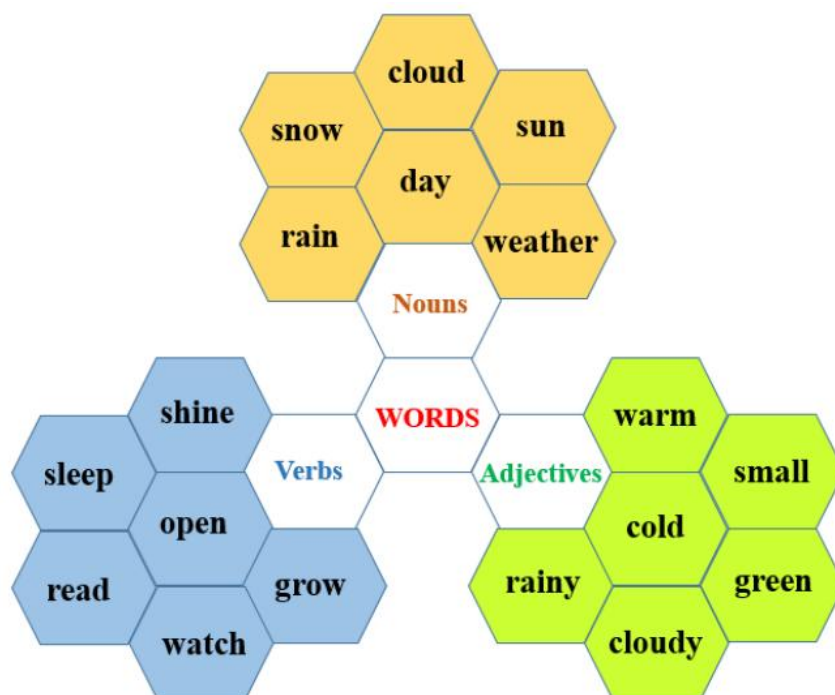 cloud
snow
sun
day
rain
weather
Nouns
WORDS
shine
sleep
Verbs
open
read
grow
watch
warm
Adjectives
small
cold
rainy
green
cloudy